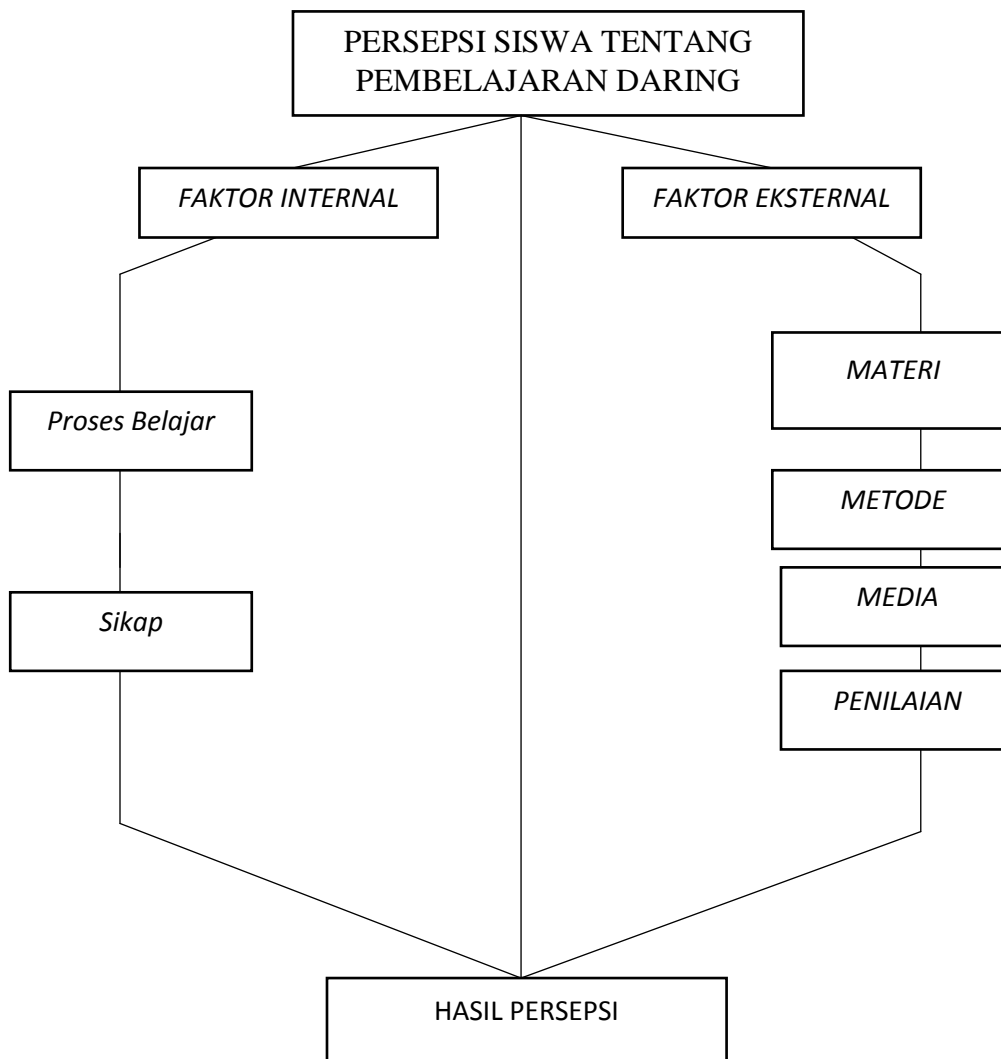 PERSEPSI SISWA TENTANG
PEMBELAJARAN DARING
FAKTOR INTERNAL
FAKTOR EKSTERNAL
MATERI
Proses Belajar
METODE
MEDIA
Sikap
PENILAIAN
HASIL PERSEPSI